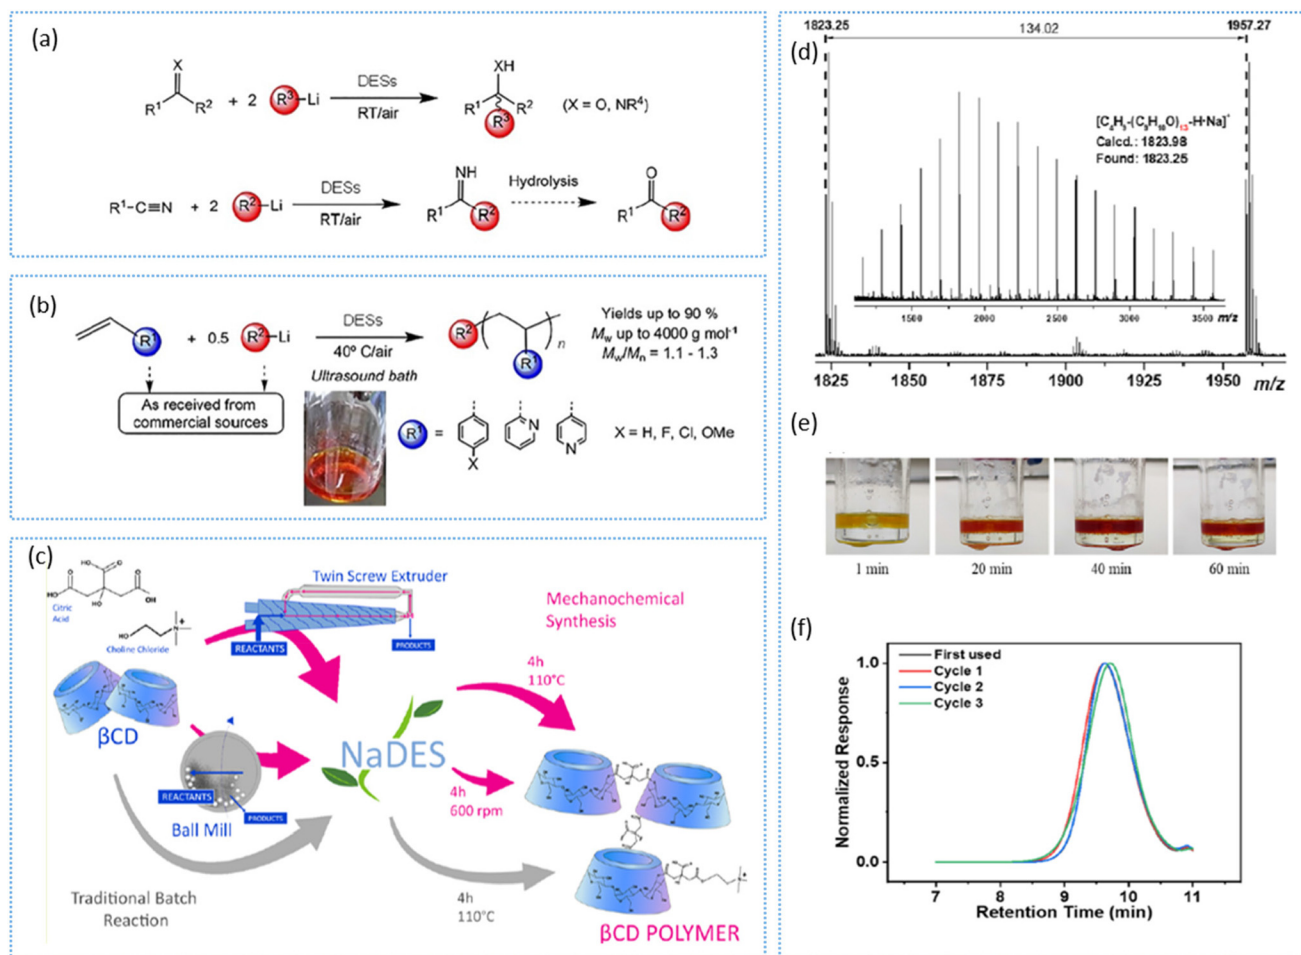 (a)
X
R¹ R² + 2 R³–Li
DESs
RT/air
XH
R¹ R²
R³
(X = O, NR⁴)
R¹–C≡N + 2 R²–Li
DESs
RT/air
NH
R¹ R²
Hydrolysis
O
R¹ R²
(b)
R¹ + 0.5 R²–Li
DESs
40º C/air
Ultrasound bath
R² ( ) n
R¹
Yields up to 90 %
Mw up to 4000 g mol⁻¹
Mw/Mn = 1.1 - 1.3
As received from
commercial sources
R¹ =
X
N
N
X = H, F, Cl, OMe
(c)
Citric
Acid
Choline Chloride
βCD
Twin Screw Extruder
REACTANTS
PRODUCTS
Mechanochemical
Synthesis
4h
110°C
NaDES
REACTANTS
PRODUCTS
Ball Mill
4h
600 rpm
Traditional Batch
Reaction
4h
110°C
βCD POLYMER
(d)
1823.25 134.02 1957.27
[C₄H₉-(C₉H₁₀O)₁₃-H·Na]⁺
Calcd.: 1823.98
Found: 1823.25
1500 2000 2500 3000 3500 m/z
1825 1850 1875 1900 1925 1950 m/z
(e)
1 min 20 min 40 min 60 min
(f)
First used
Cycle 1
Cycle 2
Cycle 3
Normalized Response
1.0
0.5
0.0
7 8 9 10 11
Retention Time (min)